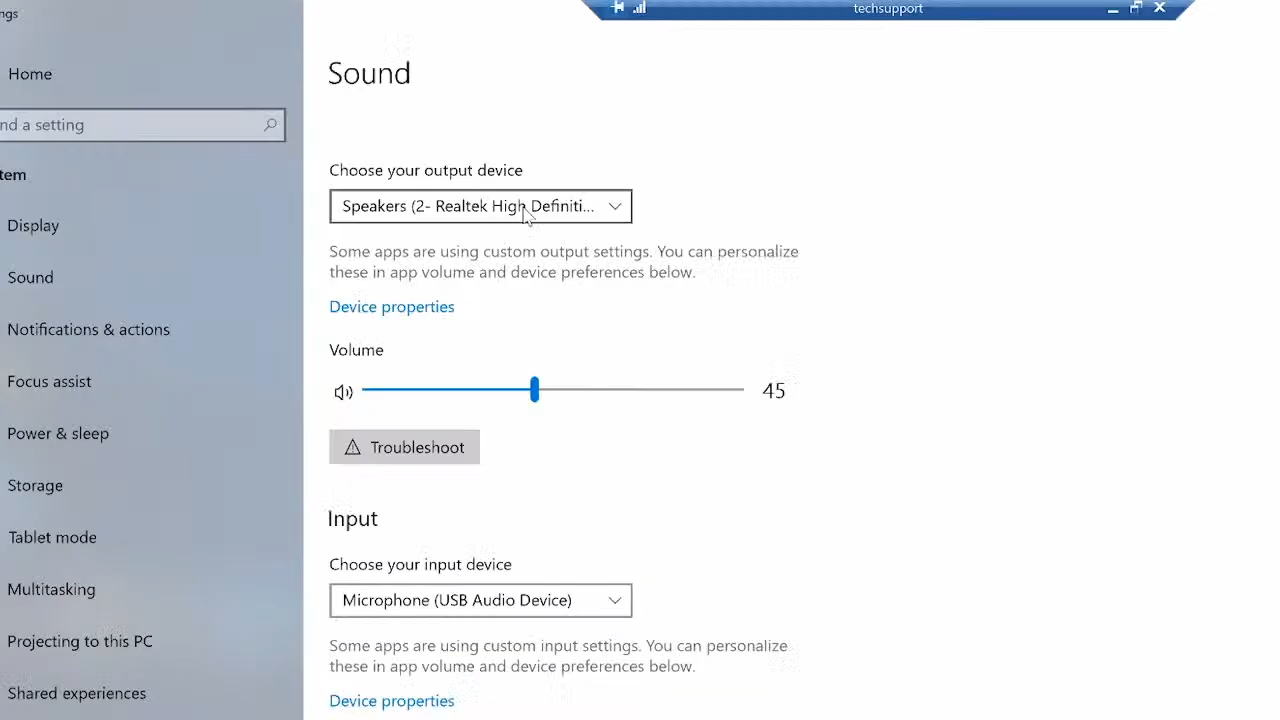 ngs
techsupport
Home
nd a setting
tem
Display
Sound
Notifications & actions
Focus assist
Power & sleep
Storage
Tablet mode
Multitasking
Projecting to this PC
Shared experiences
Sound
Choose your output device
Speakers (2- Realtek High Definiti...
Some apps are using custom output settings. You can personalize
these in app volume and device preferences below.
Device properties
Volume
45
Troubleshoot
Input
Choose your input device
Microphone (USB Audio Device)
Some apps are using custom input settings. You can personalize
these in app volume and device preferences below.
Device properties